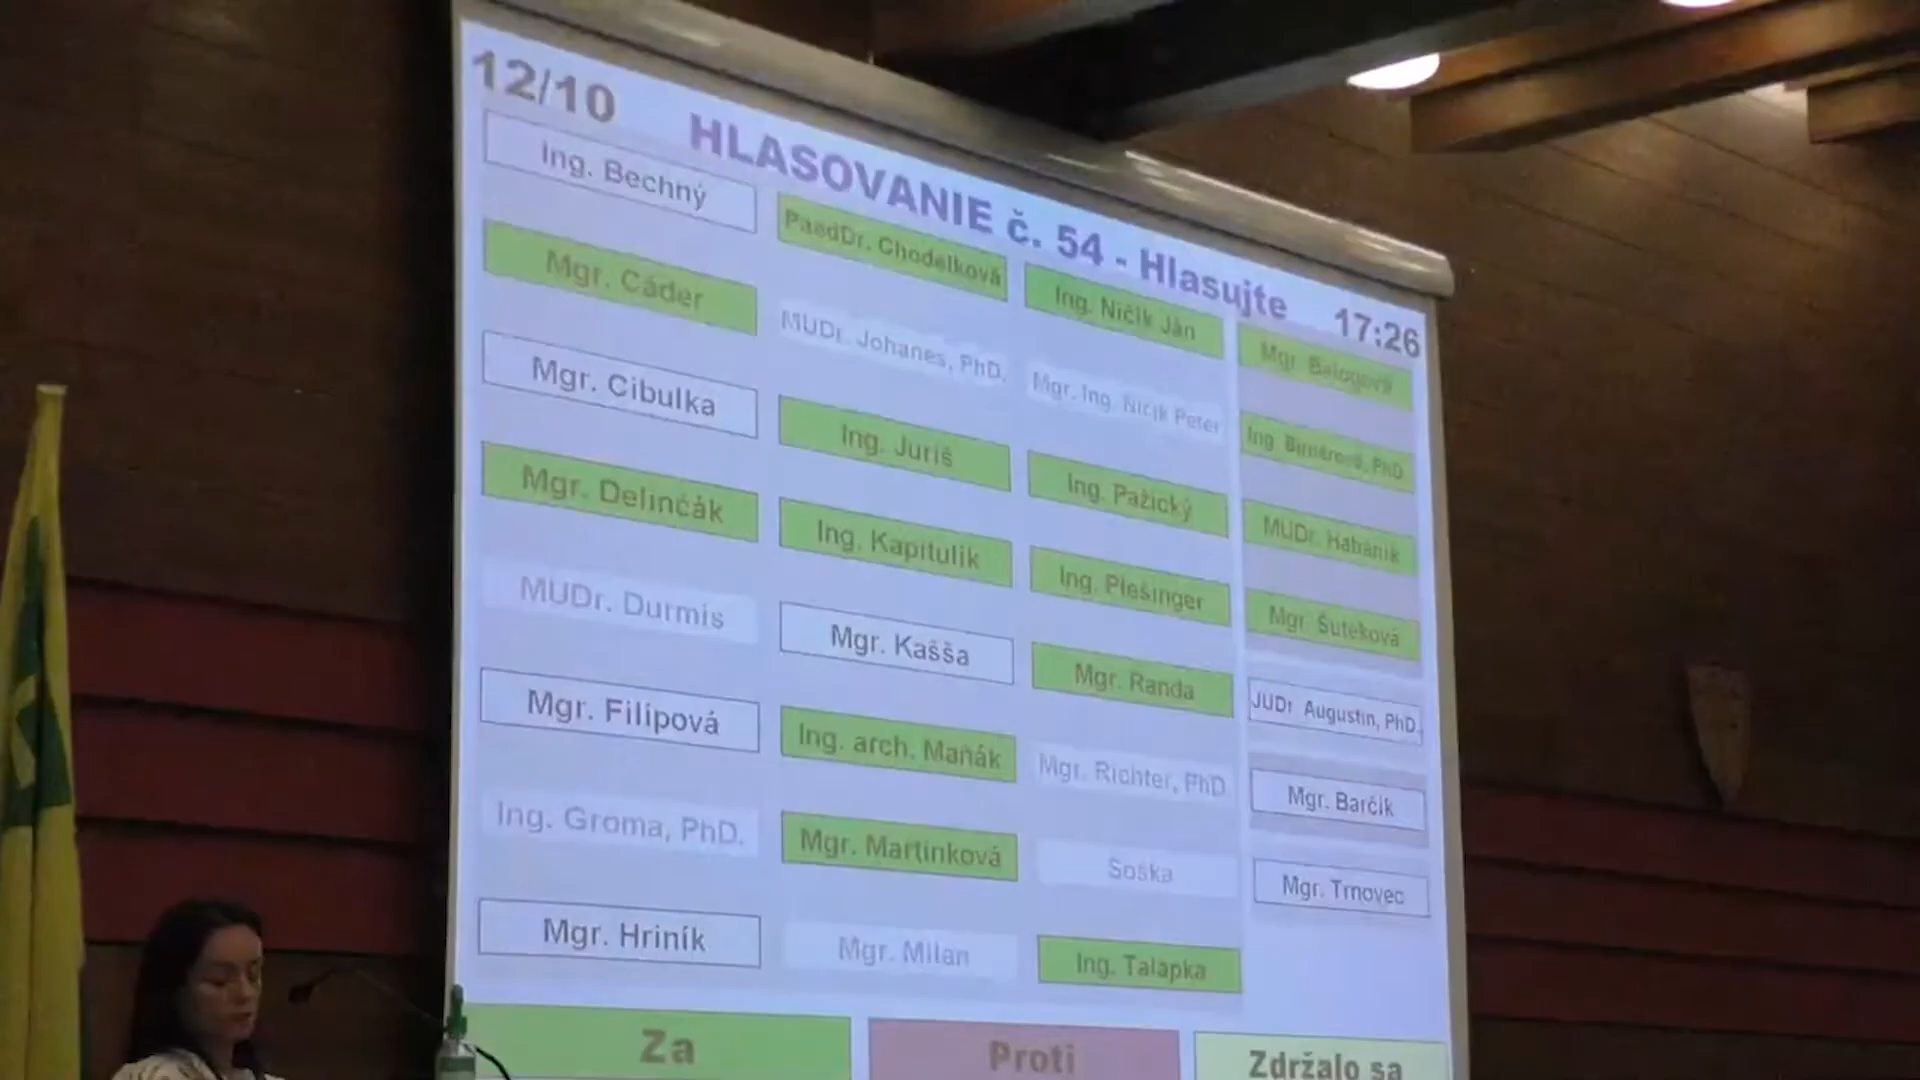 12/10
HLASOVANIE č. 54 - Hlasujte
17:26
Ing. Bechný
Mgr. Cáder
Mgr. Cibulka
Mgr. Delinčák
MUDr. Durmis
Mgr. Filipová
Ing. Groma, PhD.
Mgr. Hriník
PaedDr. Chodelková
MUDr. Johanes, PhD.
Ing. Juriš
Ing. Kapitulík
Mgr. Kašša
Ing. arch. Maňák
Mgr. Martinková
Mgr. Milan
Ing. Ničík Ján
Mgr. Ing. Ničík Peter
Ing. Pažický
Ing. Plešinger
Mgr. Randa
Mgr. Richter, PhD.
Soška
Ing. Talapka
Mgr. Balogová
Ing. PhD.
MUDr. Habánik
Mgr. Šuteková
JUDr. Augustín, PhD.
Mgr. Barčík
Mgr. Trnovec
Za
Proti
Zdržalo sa